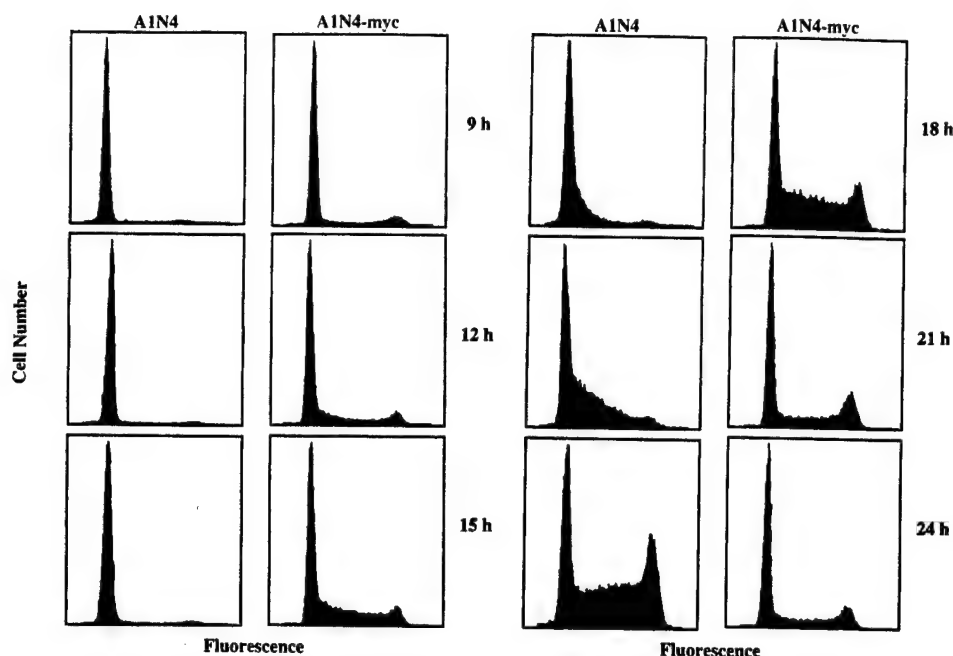 A1N4 A1N4-myc A1N4 A1N4-myc
9 h 18 h
12 h 21 h
Cell Number
15 h 24 h
Fluorescence Fluorescence